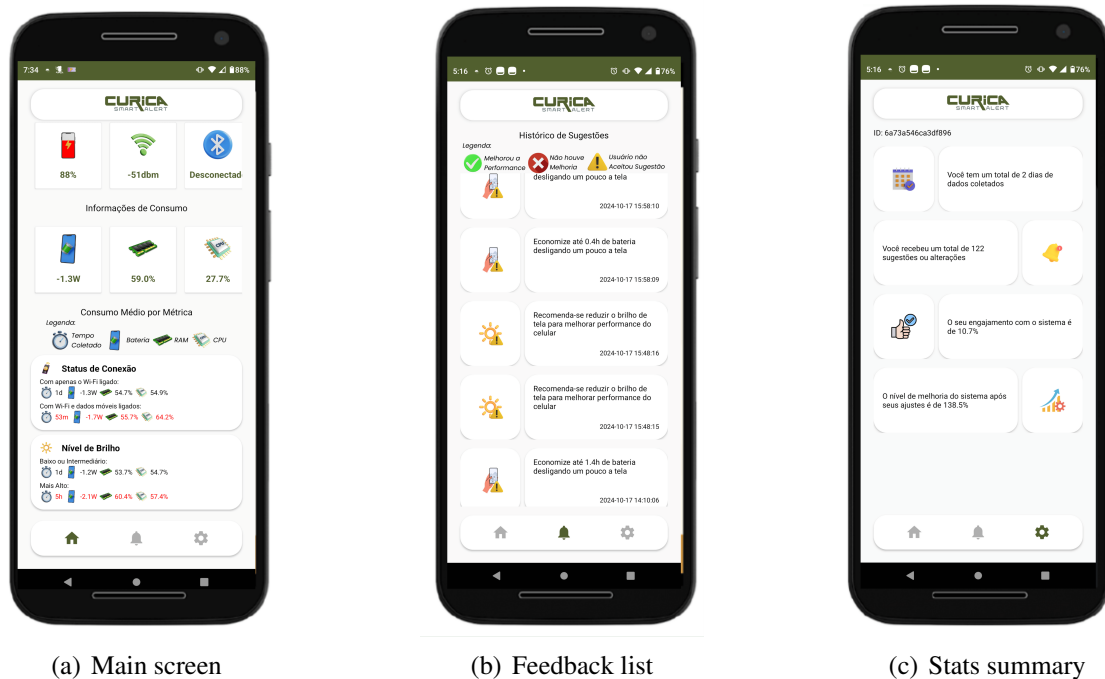 7:34
88%
CURICA
SMART ALERT
88%
-51dbm
Desconectad
Informações de Consumo
-1.3W
59.0%
CPU
27.7%
Consumo Médio por Métrica
Legenda:
Tempo
Coletado
Bateria
RAM
CPU
Status de Conexão
Com apenas o Wi-Fi ligado:
1d -1.3W 54.7% 54.9%
Com Wi-Fi e dados móveis ligados:
53m -1.7W 55.7% 64.2%
Nível de Brilho
Baixo ou Intermediário:
1d -1.2W 53.7% 54.7%
Mais Alto:
5h -2.1W 60.4% 57.4%
(a) Main screen
5:16
76%
CURICA
SMART ALERT
Histórico de Sugestões
Legenda:
Melhorou a
Performance
Não houve
Melhoria
Usuário não
Aceitou Sugestão
desligando um pouco a tela
2024-10-17 15:58:10
Economize até 0.4h de bateria
desligando um pouco a tela
2024-10-17 15:58:09
Recomenda-se reduzir o brilho de
tela para melhorar performance do
celular
2024-10-17 15:48:16
Recomenda-se reduzir o brilho de
tela para melhorar performance do
celular
2024-10-17 15:48:15
Economize até 1.4h de bateria
desligando um pouco a tela
2024-10-17 14:10:06
(b) Feedback list
5:16
76%
CURICA
SMART ALERT
ID: 6a73a546ca3df896
Você tem um total de 2 dias de
dados coletados
Você recebeu um total de 122
sugestões ou alterações
O seu engajamento com o sistema é
de 10.7%
O nível de melhoria do sistema após
seus ajustes é de 138.5%
(c) Stats summary